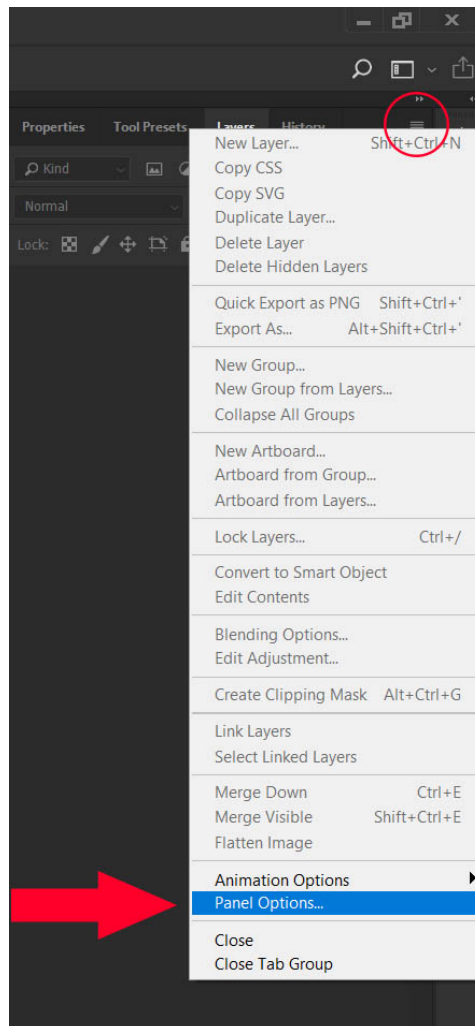 Properties Tool Presets Layers History
Kind
Normal
Lock:
New Layer... Shift+Ctrl+N
Copy CSS
Copy SVG
Duplicate Layer...
Delete Layer
Delete Hidden Layers
Quick Export as PNG Shift+Ctrl+'
Export As... Alt+Shift+Ctrl+'
New Group...
New Group from Layers...
Collapse All Groups
New Artboard...
Artboard from Group...
Artboard from Layers...
Lock Layers... Ctrl+/
Convert to Smart Object
Edit Contents
Blending Options...
Edit Adjustment...
Create Clipping Mask Alt+Ctrl+G
Link Layers
Select Linked Layers
Merge Down Ctrl+E
Merge Visible Shift+Ctrl+E
Flatten Image
Animation Options
Panel Options...
Close
Close Tab Group